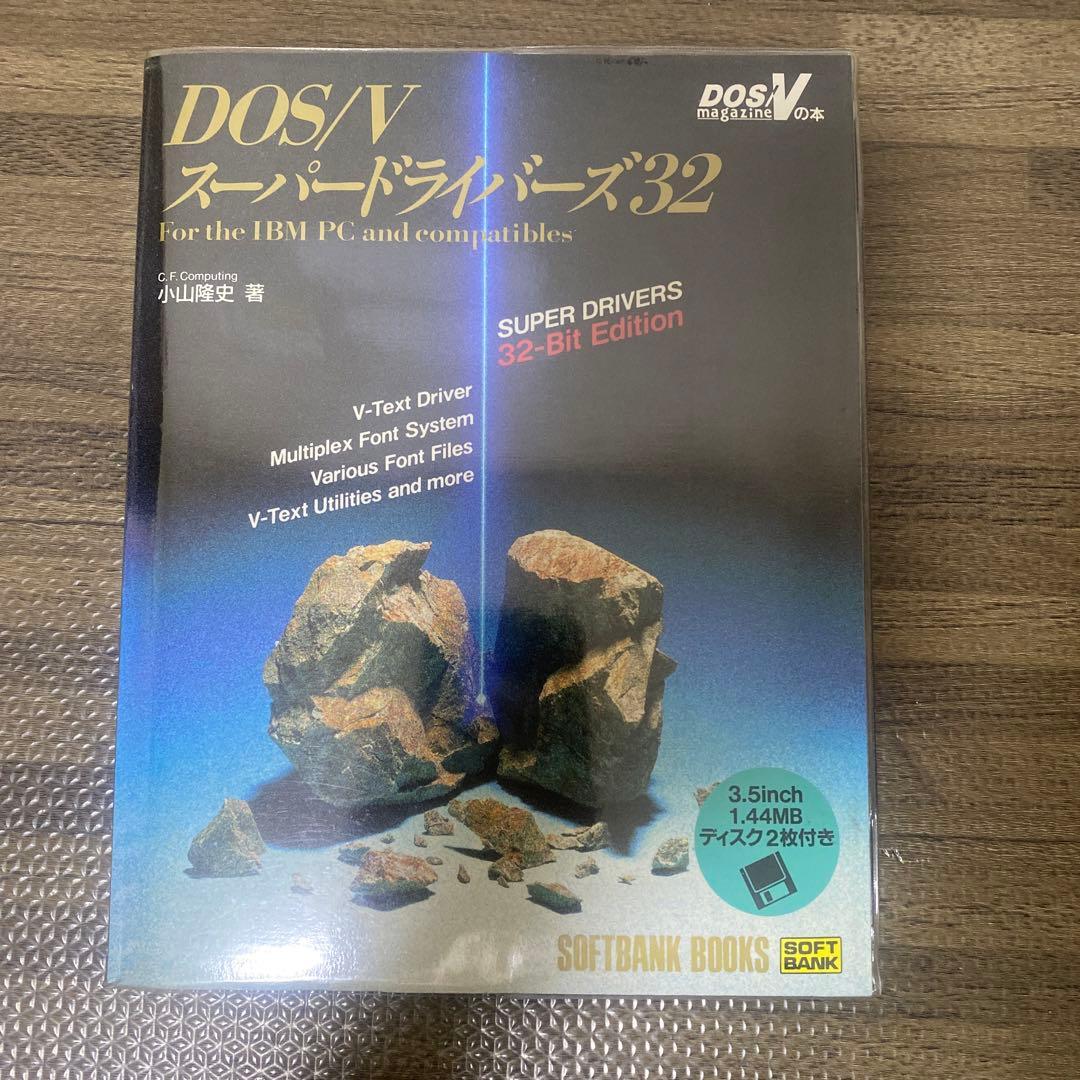 DOS/V
スーパードライバーズ32
For the IBM PC and compatibles
C. F. Computing
小山隆史 著
DOS/V
magazineの本
SUPER DRIVERS
32-Bit Edition
V-Text Driver
Multiplex Font System
Various Font Files
V-Text Utilities and more
3.5inch
1.44MB
ディスク2枚付き
SOFTBANK BOOKS
SOFT
BANK